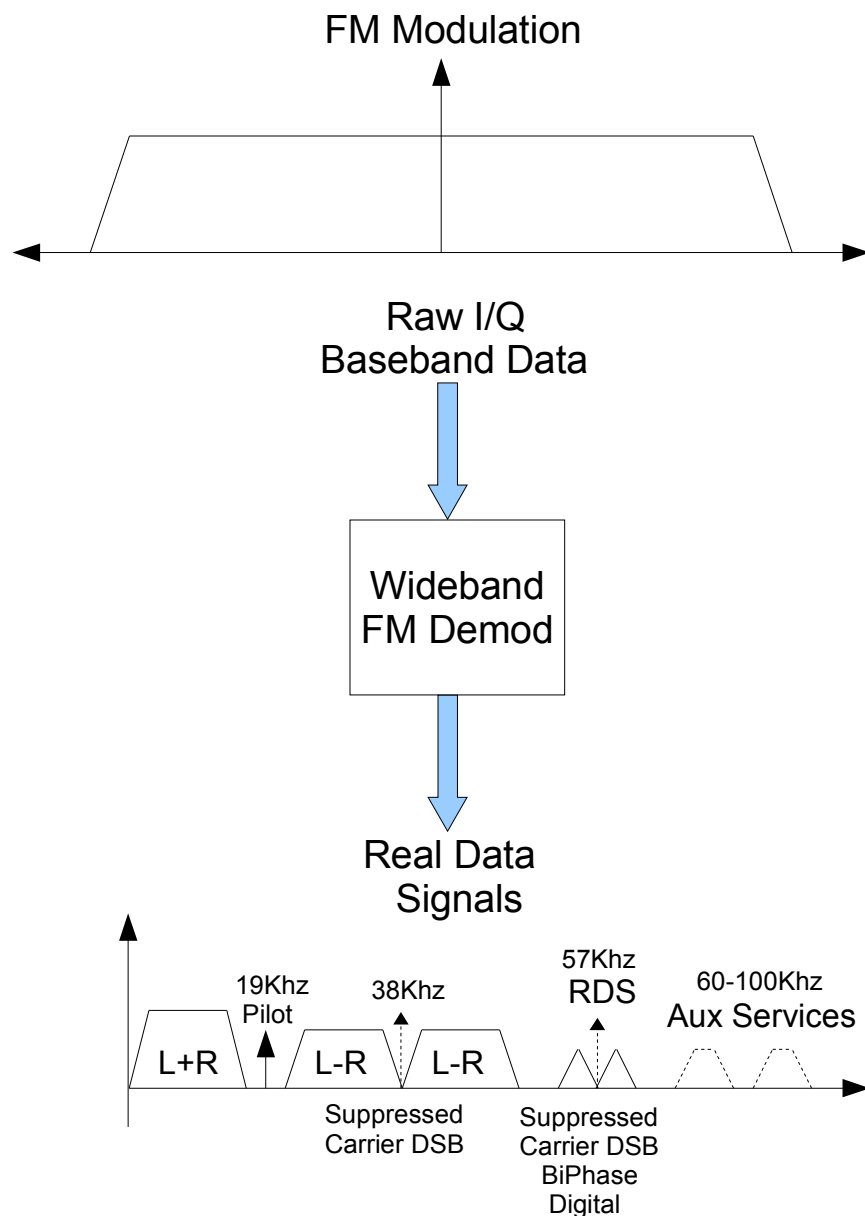 FM Modulation
Raw I/Q
Baseband Data
Wideband
FM Demod
Real Data
Signals
19Khz
Pilot
38Khz
57Khz
RDS
60-100Khz
Aux Services
L+R
L-R
L-R
Suppressed
Carrier DSB
Suppressed
Carrier DSB
BiPhase
Digital